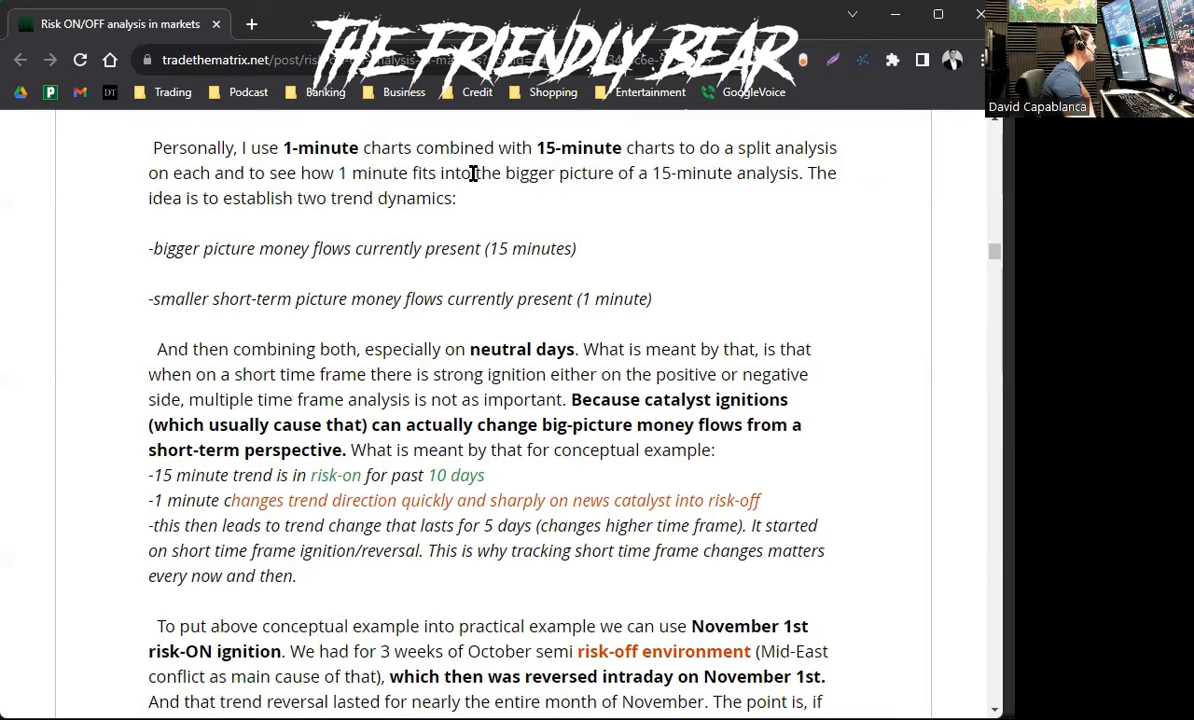 Risk ON/OFF analysis in markets
THE FRIENDLY BEAR
tradethematrix.net/post/ris
Trading
Podcast
Banking
Business
Credit
Shopping
Entertainment
GoogleVoice
David Capablanca
Personally, I use 1-minute charts combined with 15-minute charts to do a split analysis
on each and to see how 1 minute fits into the bigger picture of a 15-minute analysis. The
idea is to establish two trend dynamics:
-bigger picture money flows currently present (15 minutes)
-smaller short-term picture money flows currently present (1 minute)
And then combining both, especially on neutral days. What is meant by that, is that
when on a short time frame there is strong ignition either on the positive or negative
side, multiple time frame analysis is not as important. Because catalyst ignitions
(which usually cause that) can actually change big-picture money flows from a
short-term perspective. What is meant by that for conceptual example:
-15 minute trend is in risk-on for past 10 days
-1 minute changes trend direction quickly and sharply on news catalyst into risk-off
-this then leads to trend change that lasts for 5 days (changes higher time frame). It started
on short time frame ignition/reversal. This is why tracking short time frame changes matters
every now and then.
To put above conceptual example into practical example we can use November 1st
risk-ON ignition. We had for 3 weeks of October semi risk-off environment (Mid-East
conflict as main cause of that), which then was reversed intraday on November 1st.
And that trend reversal lasted for nearly the entire month of November. The point is, if